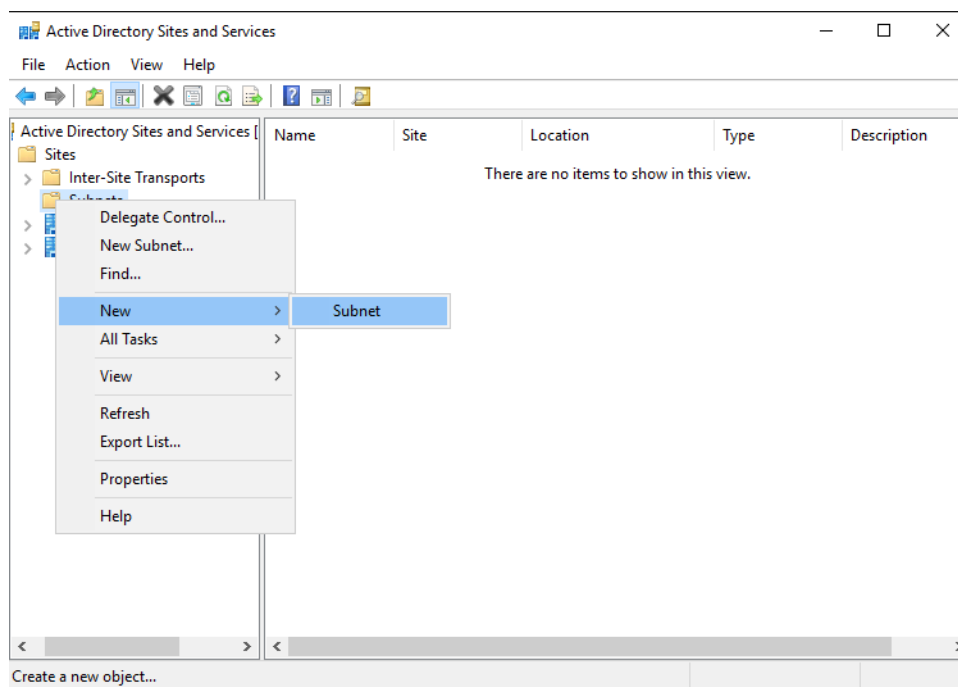 Active Directory Sites and Services
File Action View Help
Active Directory Sites and Services [
Name Site Location Type Description
Sites
There are no items to show in this view.
Inter-Site Transports
Subnets
Delegate Control...
New Subnet...
Find...
New
Subnet
All Tasks
View
Refresh
Export List...
Properties
Help
Create a new object...